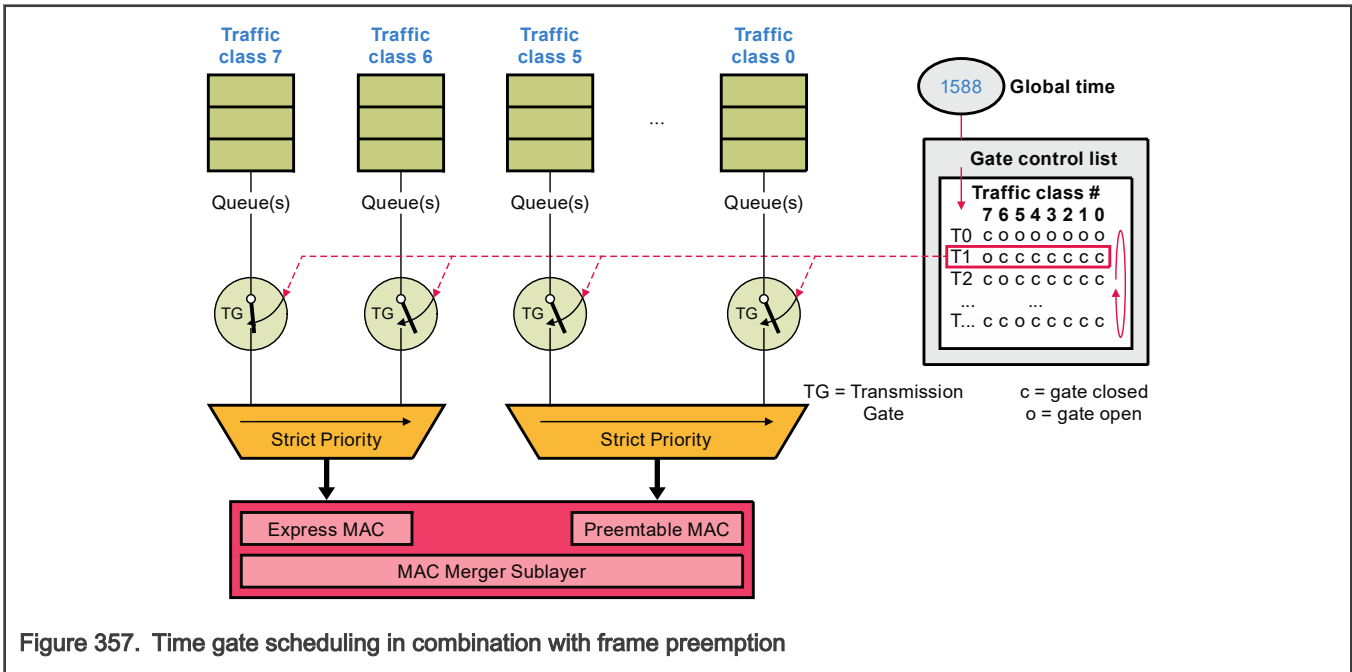 Traffic
class 7
Traffic
class 6
Traffic
class 5
Traffic
class 0
...
1588
Global time
Gate control list
Traffic class #
7 6 5 4 3 2 1 0
T0 c o o o o o o o
T1 o c c c c c c c
T2 c o c c c c c c
... ...
T... c c o c c c c c
Queue(s)
Queue(s)
Queue(s)
Queue(s)
TG
TG
TG
TG
TG = Transmission
Gate
c = gate closed
o = gate open
Strict Priority
Strict Priority
Express MAC
Preemtable MAC
MAC Merger Sublayer
Figure 357. Time gate scheduling in combination with frame preemption